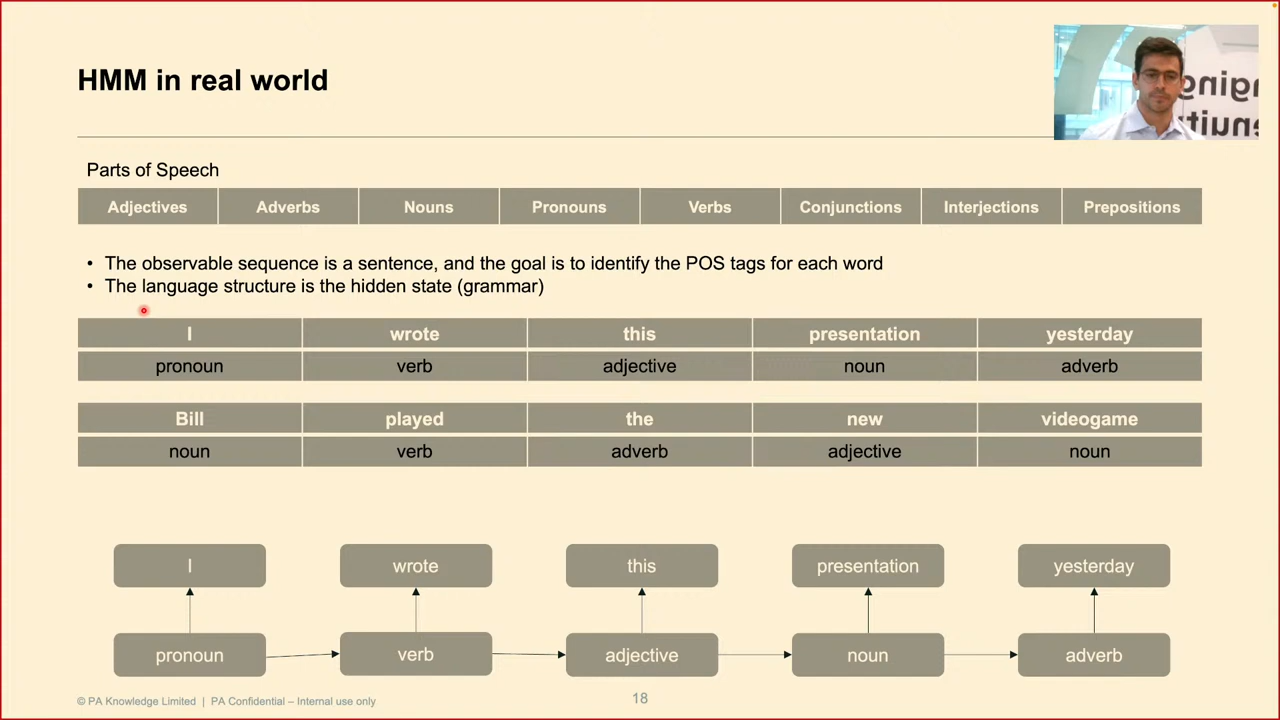 HMM in real world
Parts of Speech
Adjectives Adverbs Nouns Pronouns Verbs Conjunctions Interjections Prepositions
• The observable sequence is a sentence, and the goal is to identify the POS tags for each word
• The language structure is the hidden state (grammar)
I wrote this presentation yesterday
pronoun verb adjective noun adverb
Bill played the new videogame
noun verb adverb adjective noun
I wrote this presentation yesterday
pronoun verb adjective noun adverb
© PA Knowledge Limited | PA Confidential – Internal use only
18